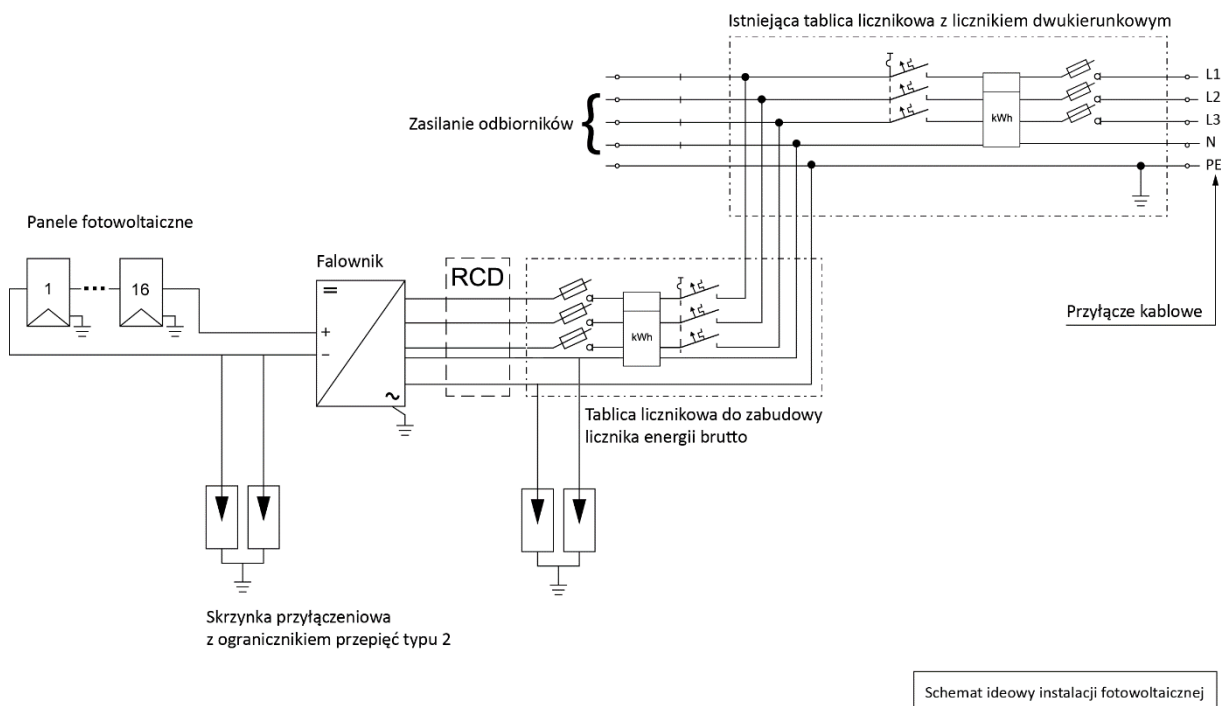 Istniejąca tablica licznikowa z licznikiem dwukierunkowym
L1
L2
L3
N
PE
kWh
Zasilanie odbiorników
Przyłącze kablowe
Panele fotowoltaiczne
1
16
Falownik
=
+
−
~
RCD
kWh
Tablica licznikowa do zabudowy
licznika energii brutto
Skrzynka przyłączeniowa
z ogranicznikiem przepięć typu 2
Schemat ideowy instalacji fotowoltaicznej